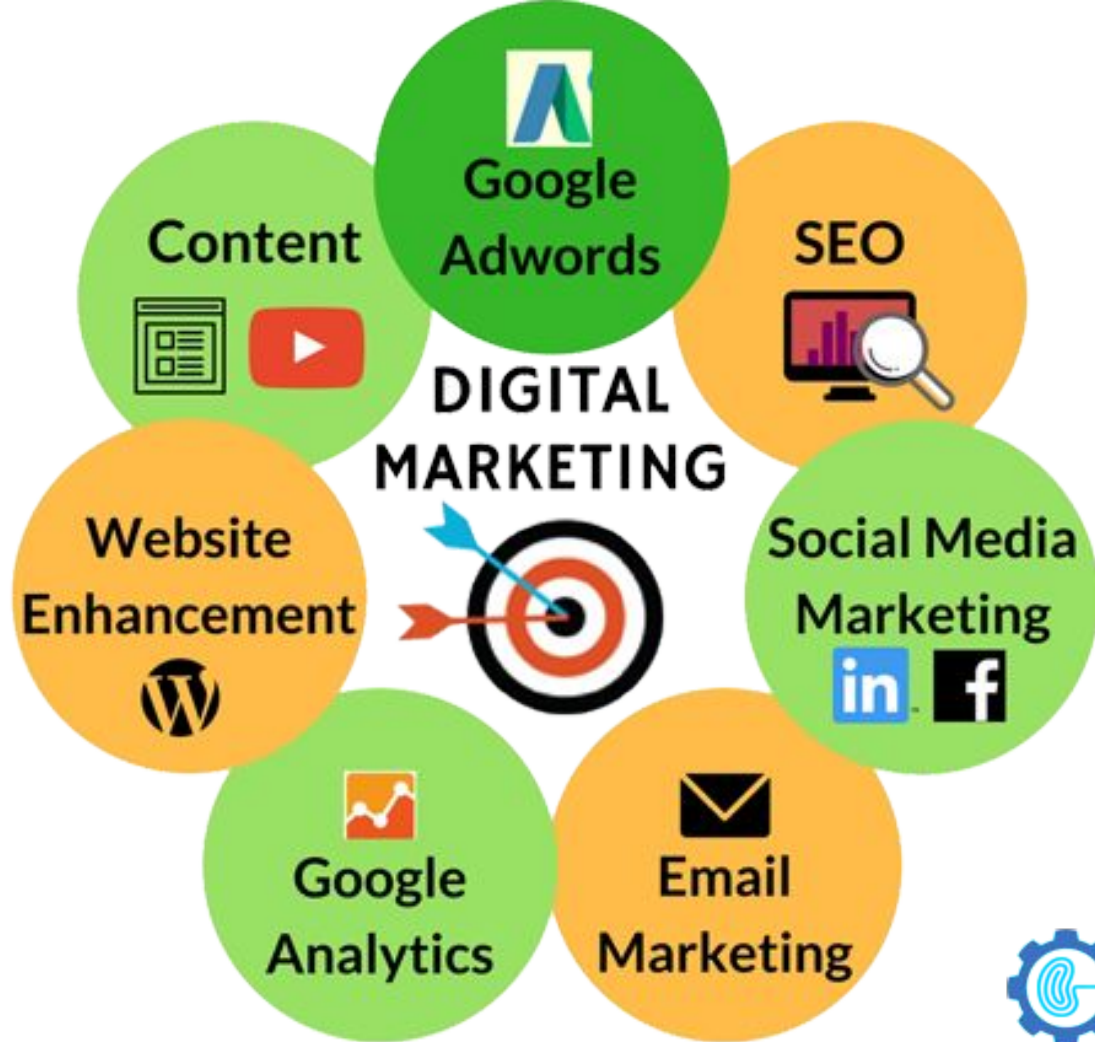 Google
Adwords
SEO
Social Media
Marketing
in
f
Email
Marketing
Google
Analytics
Website
Enhancement
W
Content
DIGITAL
MARKETING